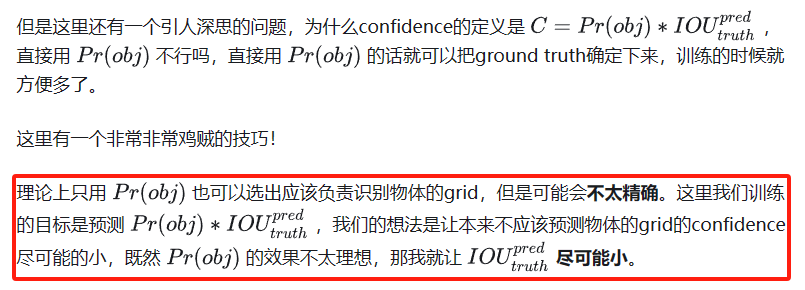 但是这里还有一个引人深思的问题，为什么confidence的定义是 $C = Pr(obj) * IOU_{truth}^{pred}$ ，
直接用 $Pr(obj)$ 不行吗，直接用 $Pr(obj)$ 的话就可以把ground truth确定下来，训练的时候就
方便多了。
这里有一个非常非常鸡贼的技巧！
理论上只用 $Pr(obj)$ 也可以选出应该负责识别物体的grid，但是可能会不太精确。这里我们训练
的目标是预测 $Pr(obj) * IOU_{truth}^{pred}$ ，我们的想法是让本来不应该预测物体的grid的confidence
尽可能的小，既然 $Pr(obj)$ 的效果不太理想，那我就让 $IOU_{truth}^{pred}$ 尽可能小。